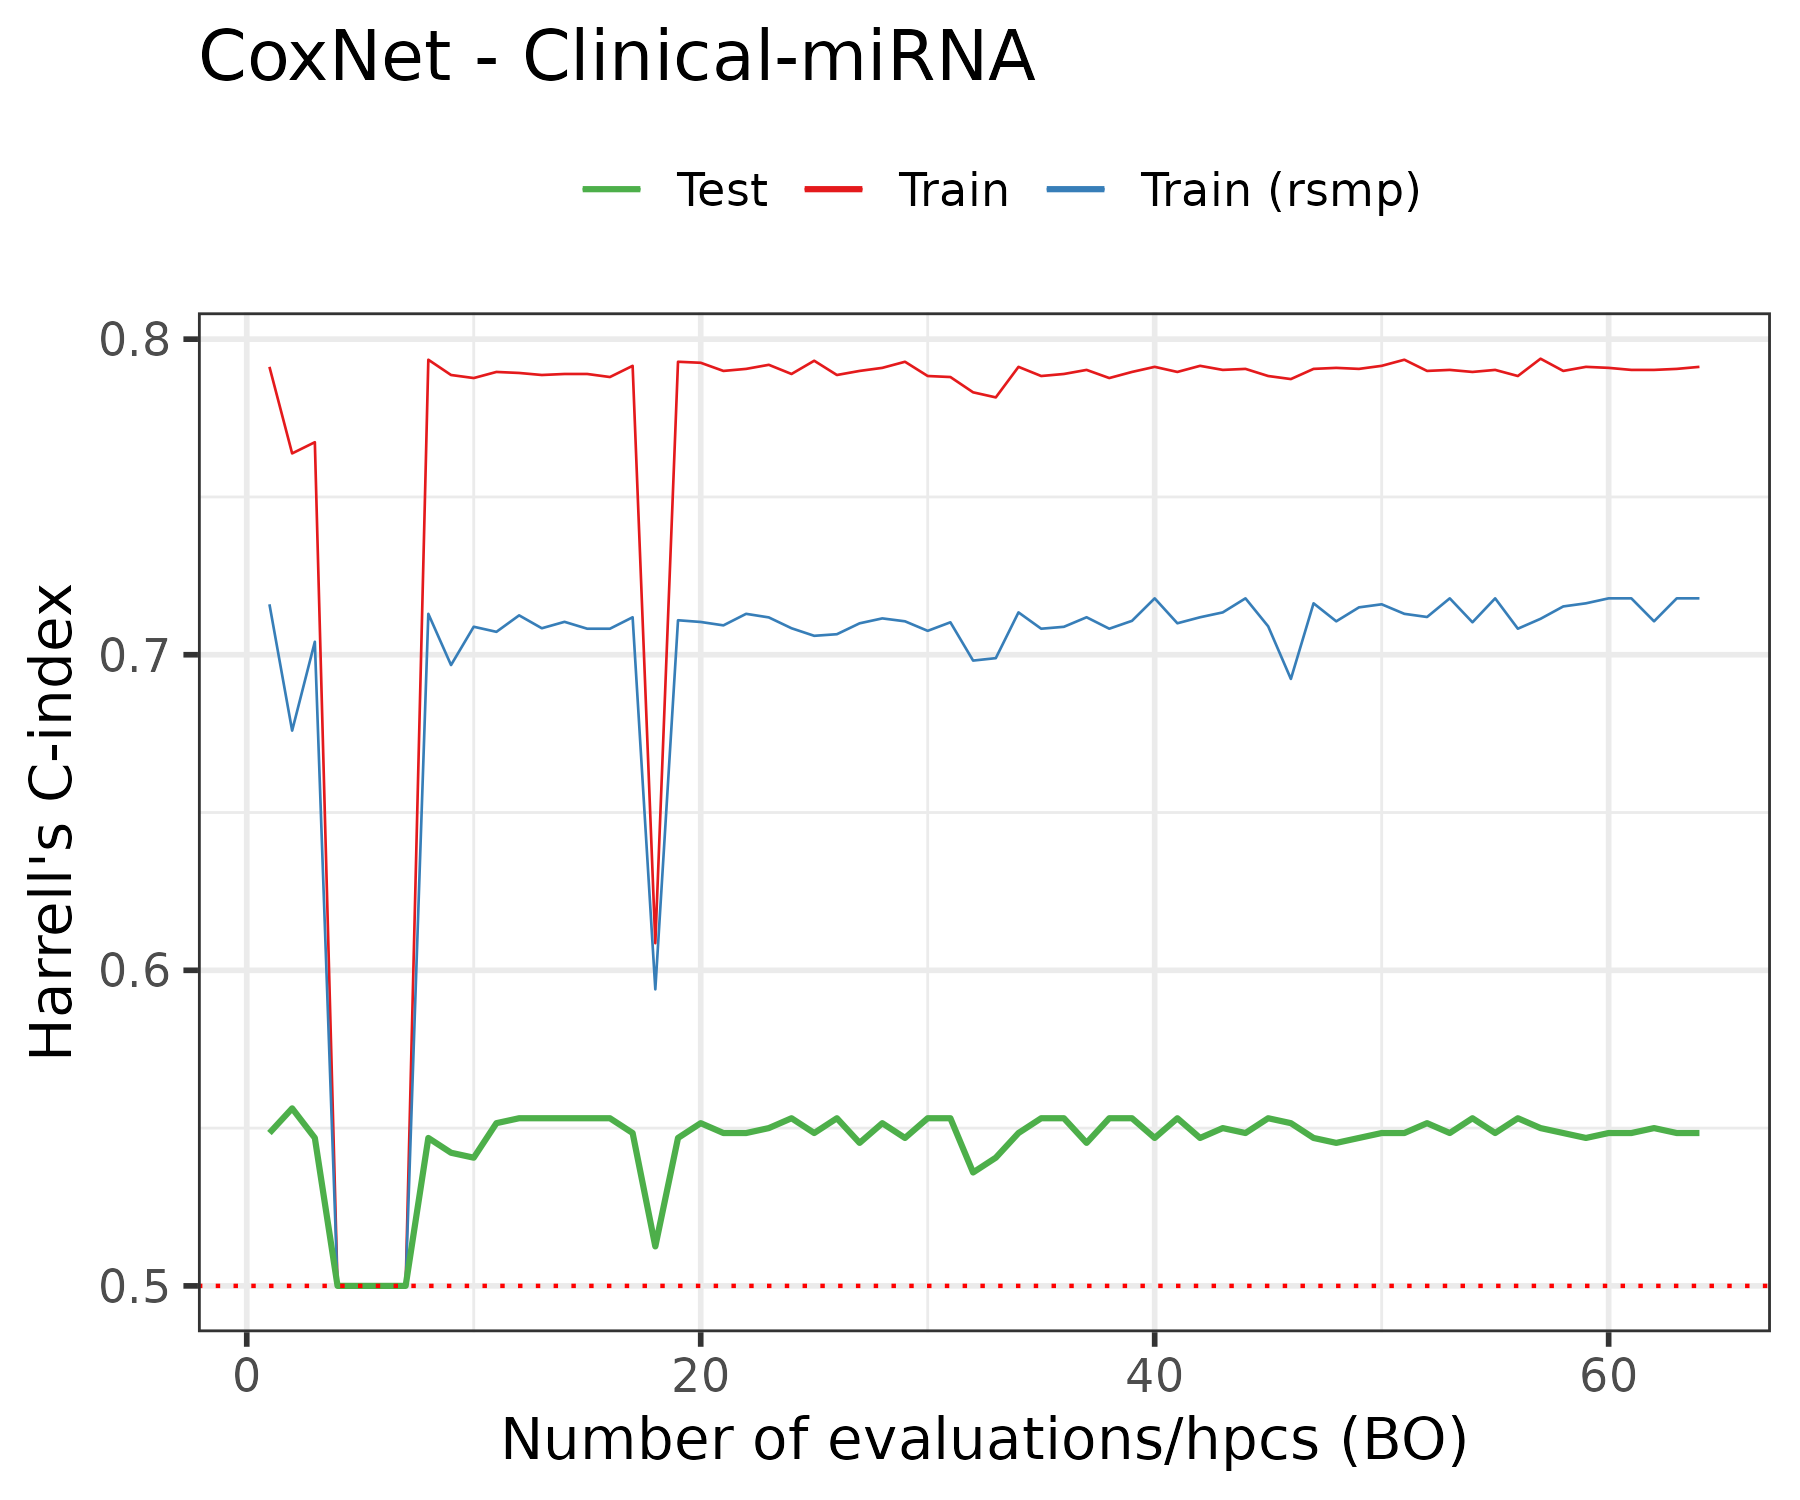 CoxNet - Clinical-miRNA
Test Train Train (rsmp)
0.8
0.7
0.6
0.5
Harrell's C-index
0 20 40 60
Number of evaluations/hpcs (BO)